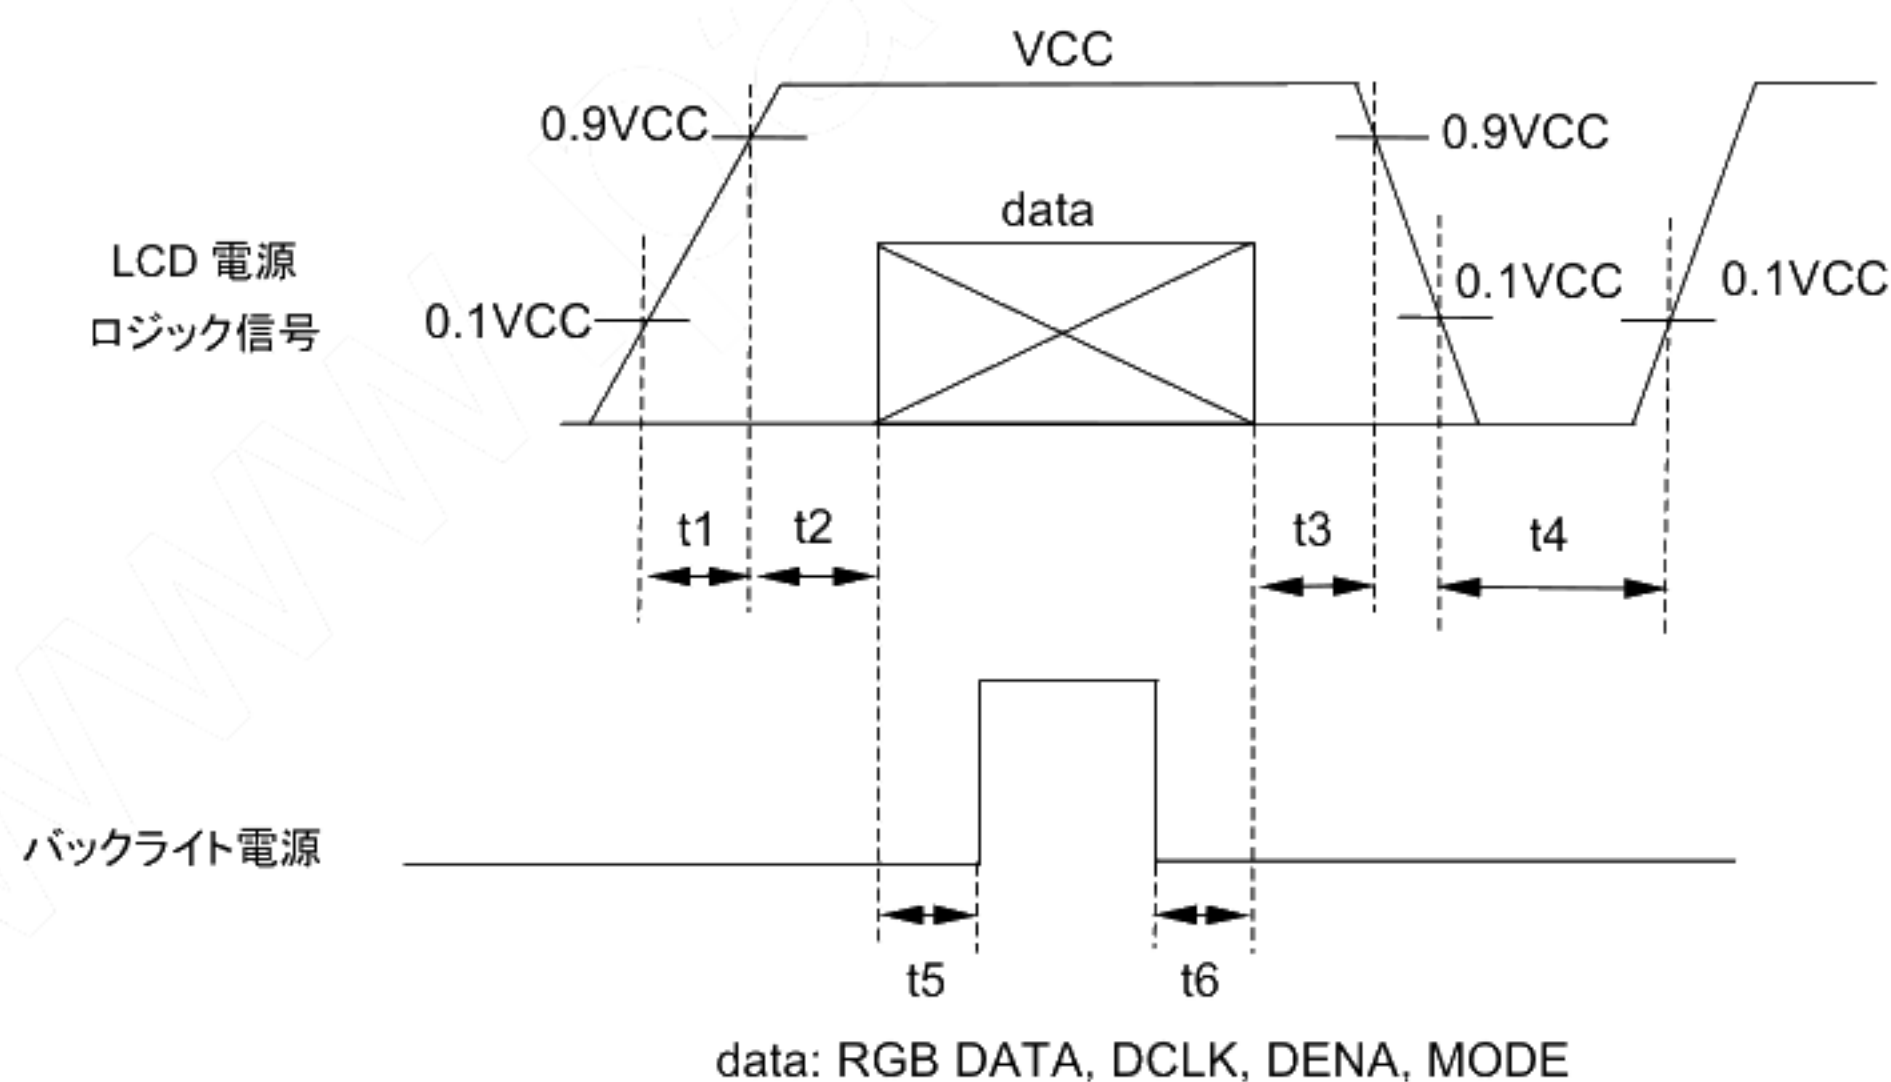 VCC
0.9VCC
0.9VCC
data
LCD 電源
ロジック信号
0.1VCC
0.1VCC
0.1VCC
t1
t2
t3
t4
バックライト電源
t5
t6
data: RGB DATA, DCLK, DENA, MODE